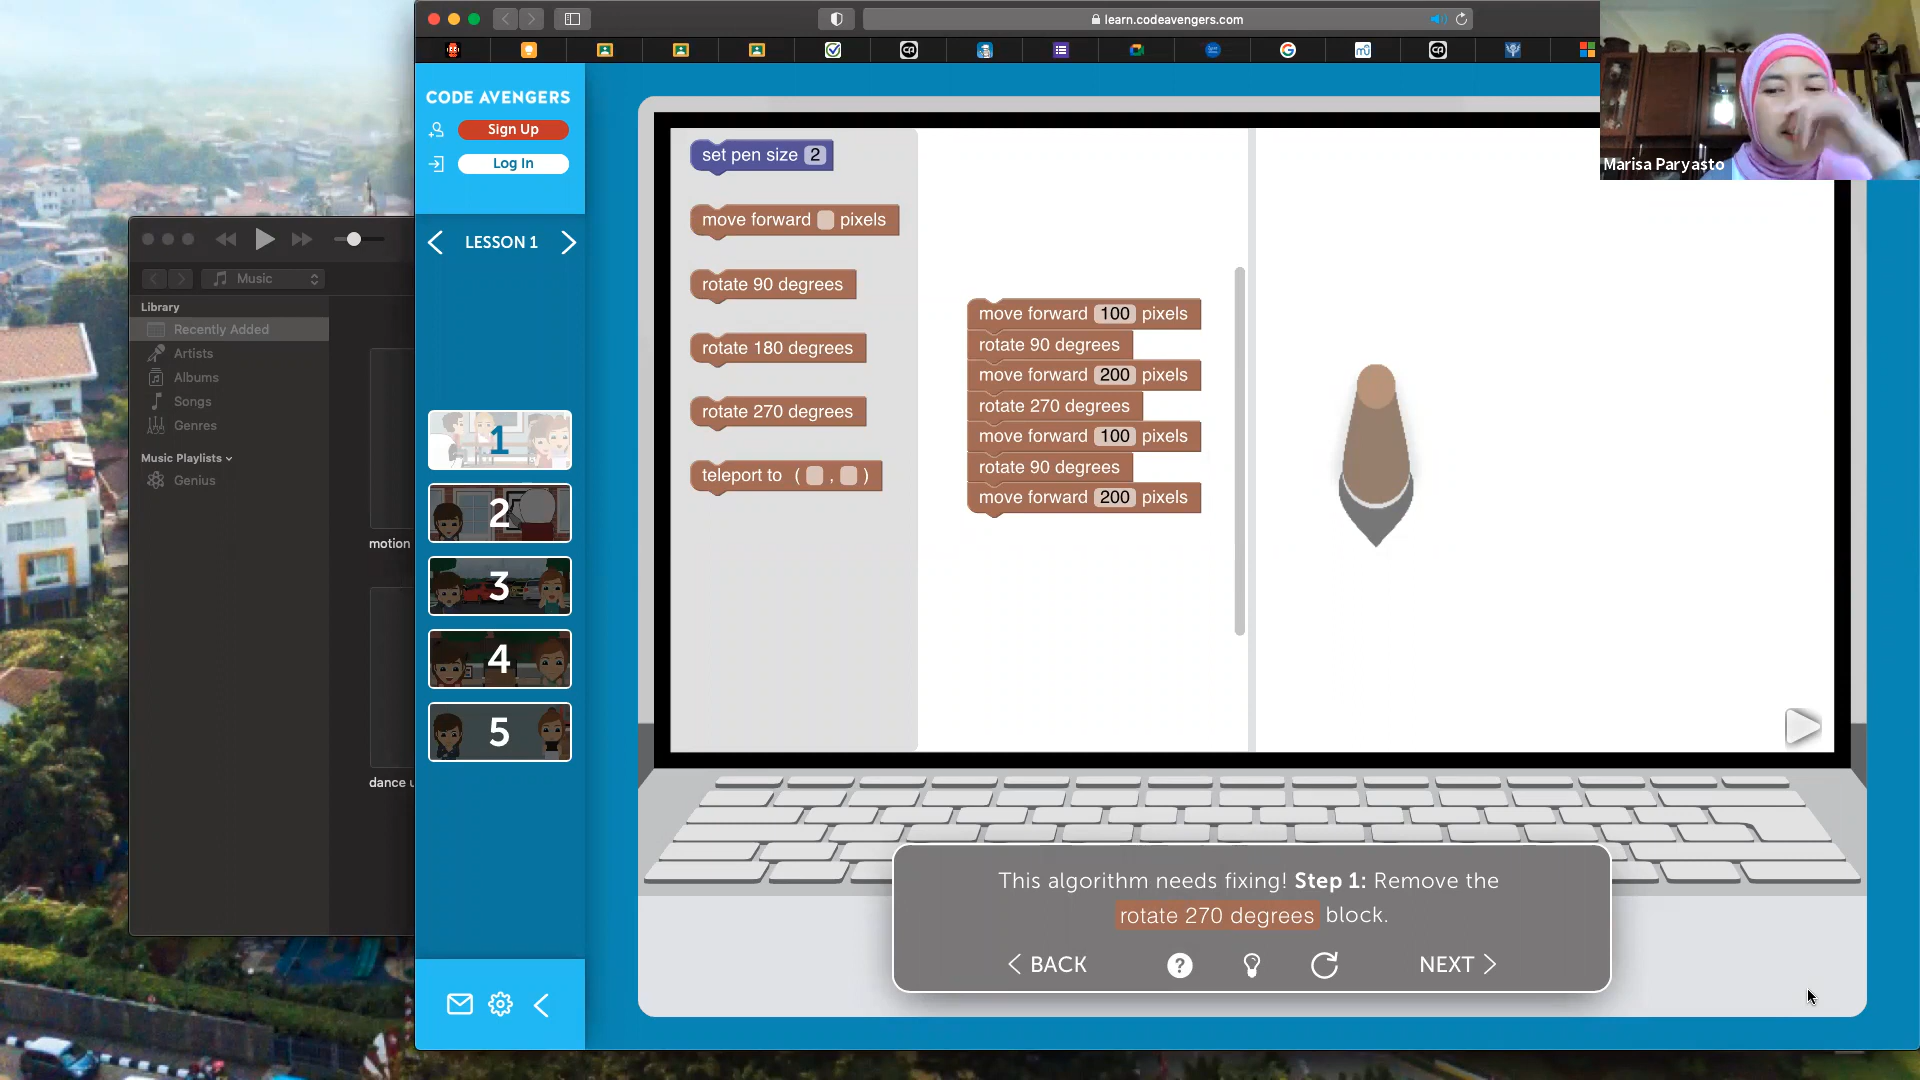 learn.codeavengers.com
CODE AVENGERS
Sign Up
Log In
LESSON 1
1
2
3
4
5
Music
Library
Recently Added
Artists
Albums
Songs
Genres
Music Playlists
Genius
motion
dance u
set pen size 2
move forward pixels
rotate 90 degrees
rotate 180 degrees
rotate 270 degrees
teleport to ( , )
move forward 100 pixels
rotate 90 degrees
move forward 200 pixels
rotate 270 degrees
move forward 100 pixels
rotate 90 degrees
move forward 200 pixels
Marisa Paryasto
This algorithm needs fixing! Step 1: Remove the
rotate 270 degrees block.
BACK
?
NEXT